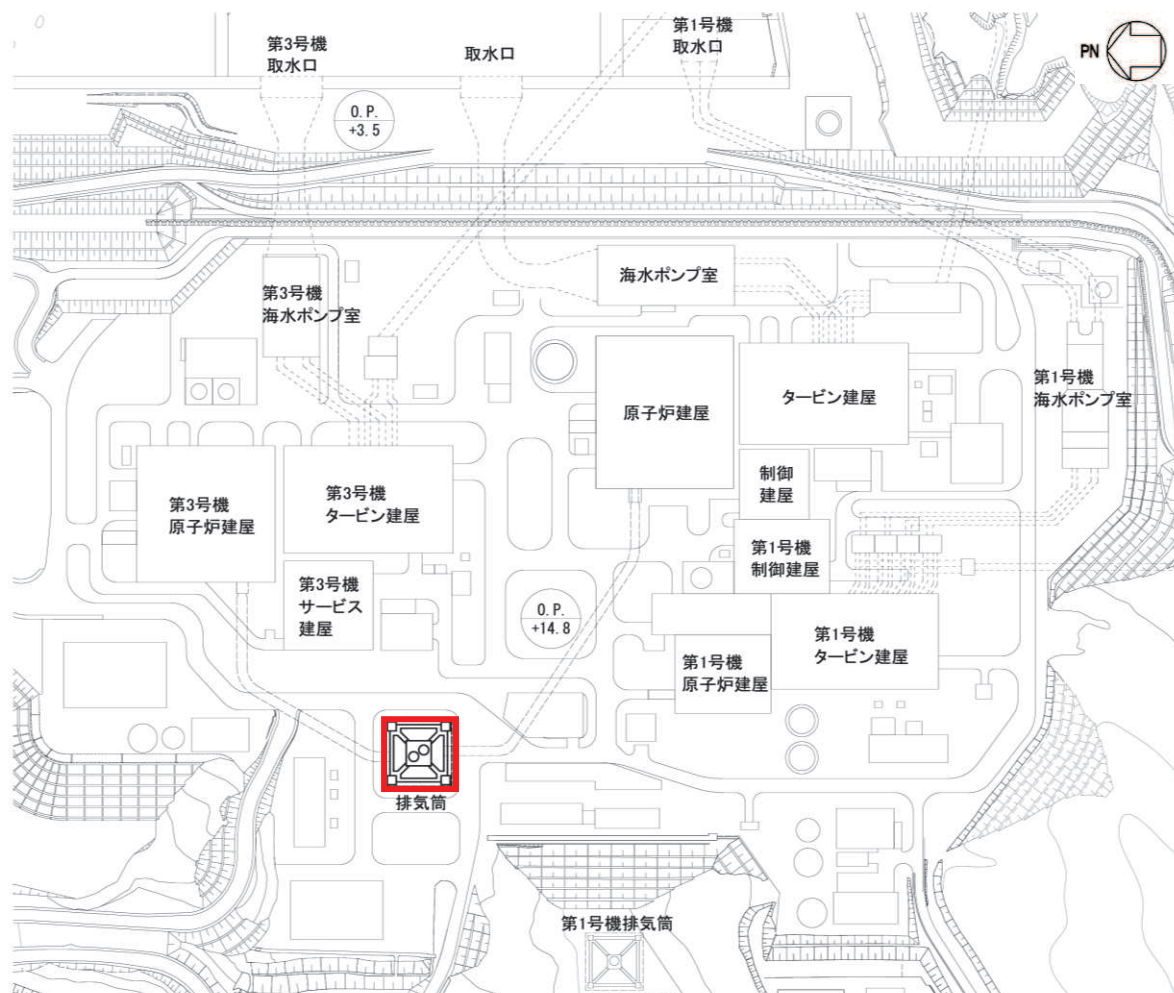 第3号機
取水口
取水口
第1号機
取水口
PN
O.P.
+3.5
第3号機
海水ポンプ室
海水ポンプ室
原子炉建屋
タービン建屋
第1号機
海水ポンプ室
第3号機
原子炉建屋
第3号機
タービン建屋
制御
建屋
第1号機
制御建屋
第3号機
サービス
建屋
O.P.
+14.8
第1号機
タービン建屋
第1号機
原子炉建屋
排気筒
第1号機排気筒